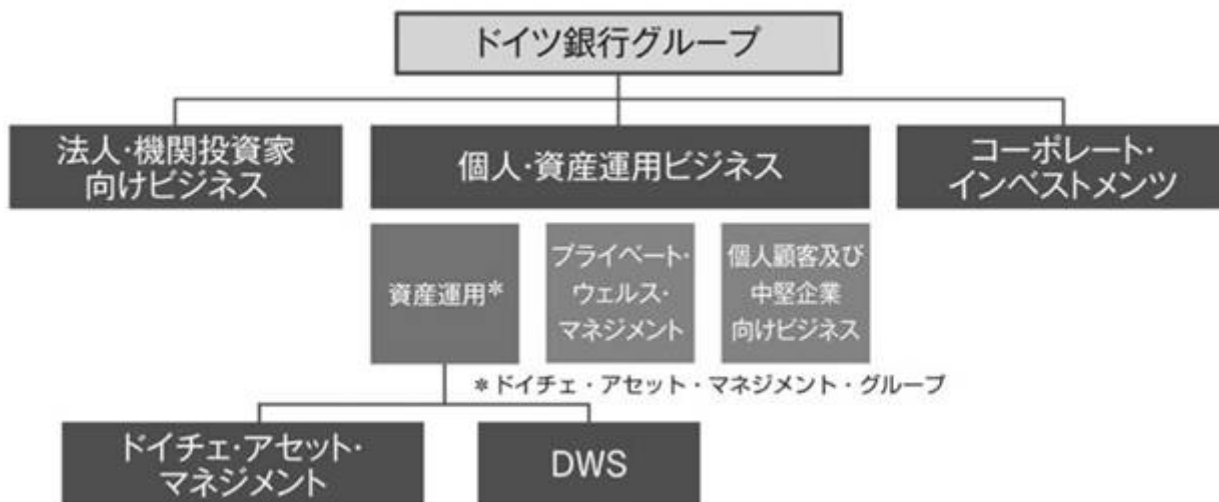 ドイツ銀行グループ
法人・機関投資家
向けビジネス
個人・資産運用ビジネス
コーポレート・
インベストメンツ
資産運用*
プライベート・
ウェルス・
マネジメント
個人顧客及び
中堅企業
向けビジネス
*ドイチェ・アセット・マネジメント・グループ
ドイチェ・アセット・
マネジメント
DWS